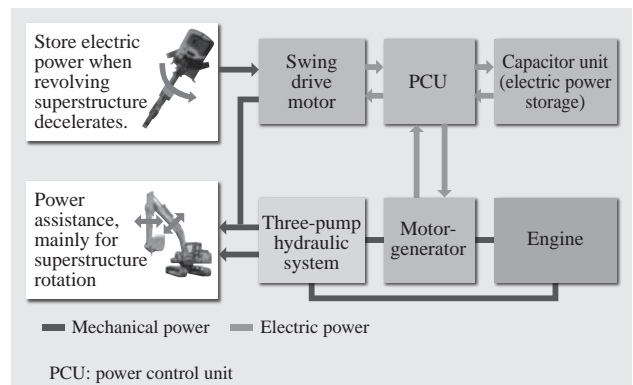 Store electric
power when
revolving
superstructure
decelerates.
Swing
drive
motor
PCU
Capacitor unit
(electric power
storage)
Power
assistance,
mainly for
superstructure
rotation
Three-pump
hydraulic
system
Motor-
generator
Engine
Mechanical power
Electric power
PCU: power control unit